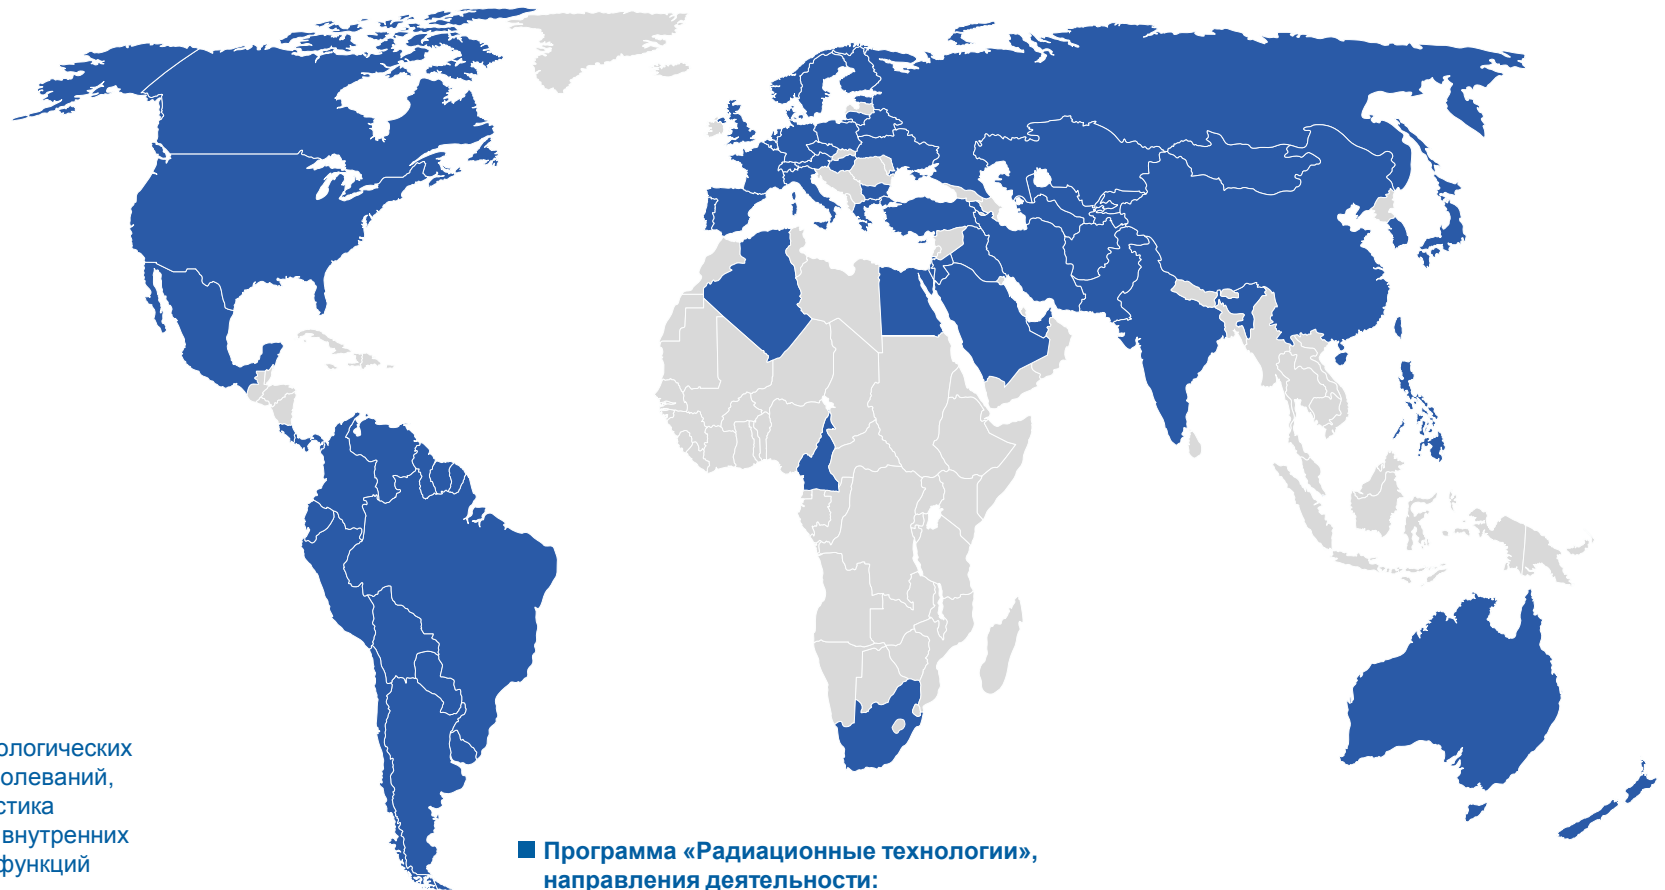 ологических
олеваний,
стика
внутренних
функций
Программа «Радиационные технологии»,
направления деятельности: